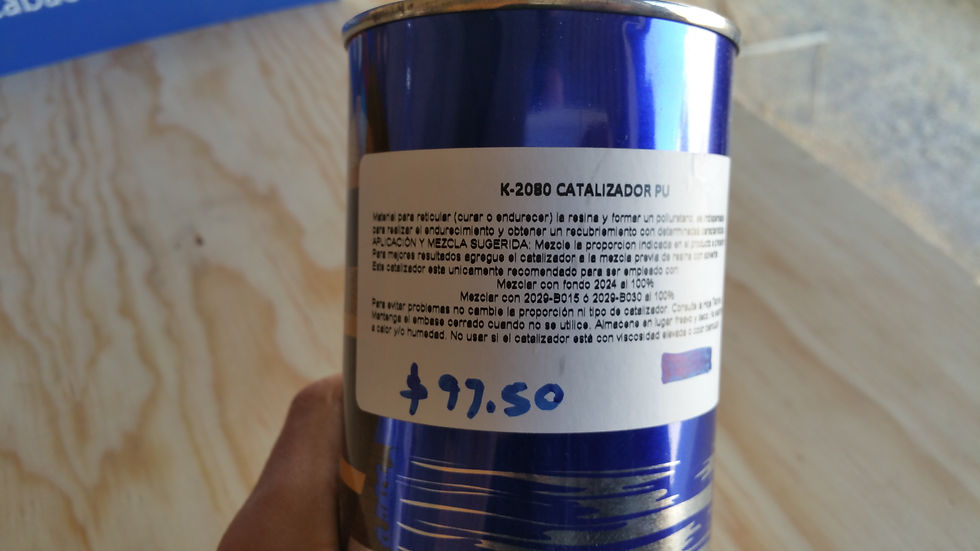 K-2080 CATALIZADOR PU
Material para reticular (curar o endurecer) la resina y formar un poliuretano, es
para realizar el endurecimiento y obtener un recubrimiento con determinadas
APLICACIÓN Y MEZCLA SUGERIDA: Mezcle la proporcion indicada en el producto a
Para mejores resultados agregue el catalizador a la mezcla previa de resina con
Este catalizador esta unicamente recomendado para ser empleado con:
Mezclar con fondo 2024 al 100%
Mezclar con 2029-B015 ó 2029-B030 al 100%
Para evitar problemas no cambie la proporción ni tipo de catalizador. Consulte la Hoja
Mantenga el embase cerrado cuando no se utilice. Almacene en lugar fresco y seco,
a calor y/o humedad. No usar si el catalizador está con viscosidad elevada o color
$97.50